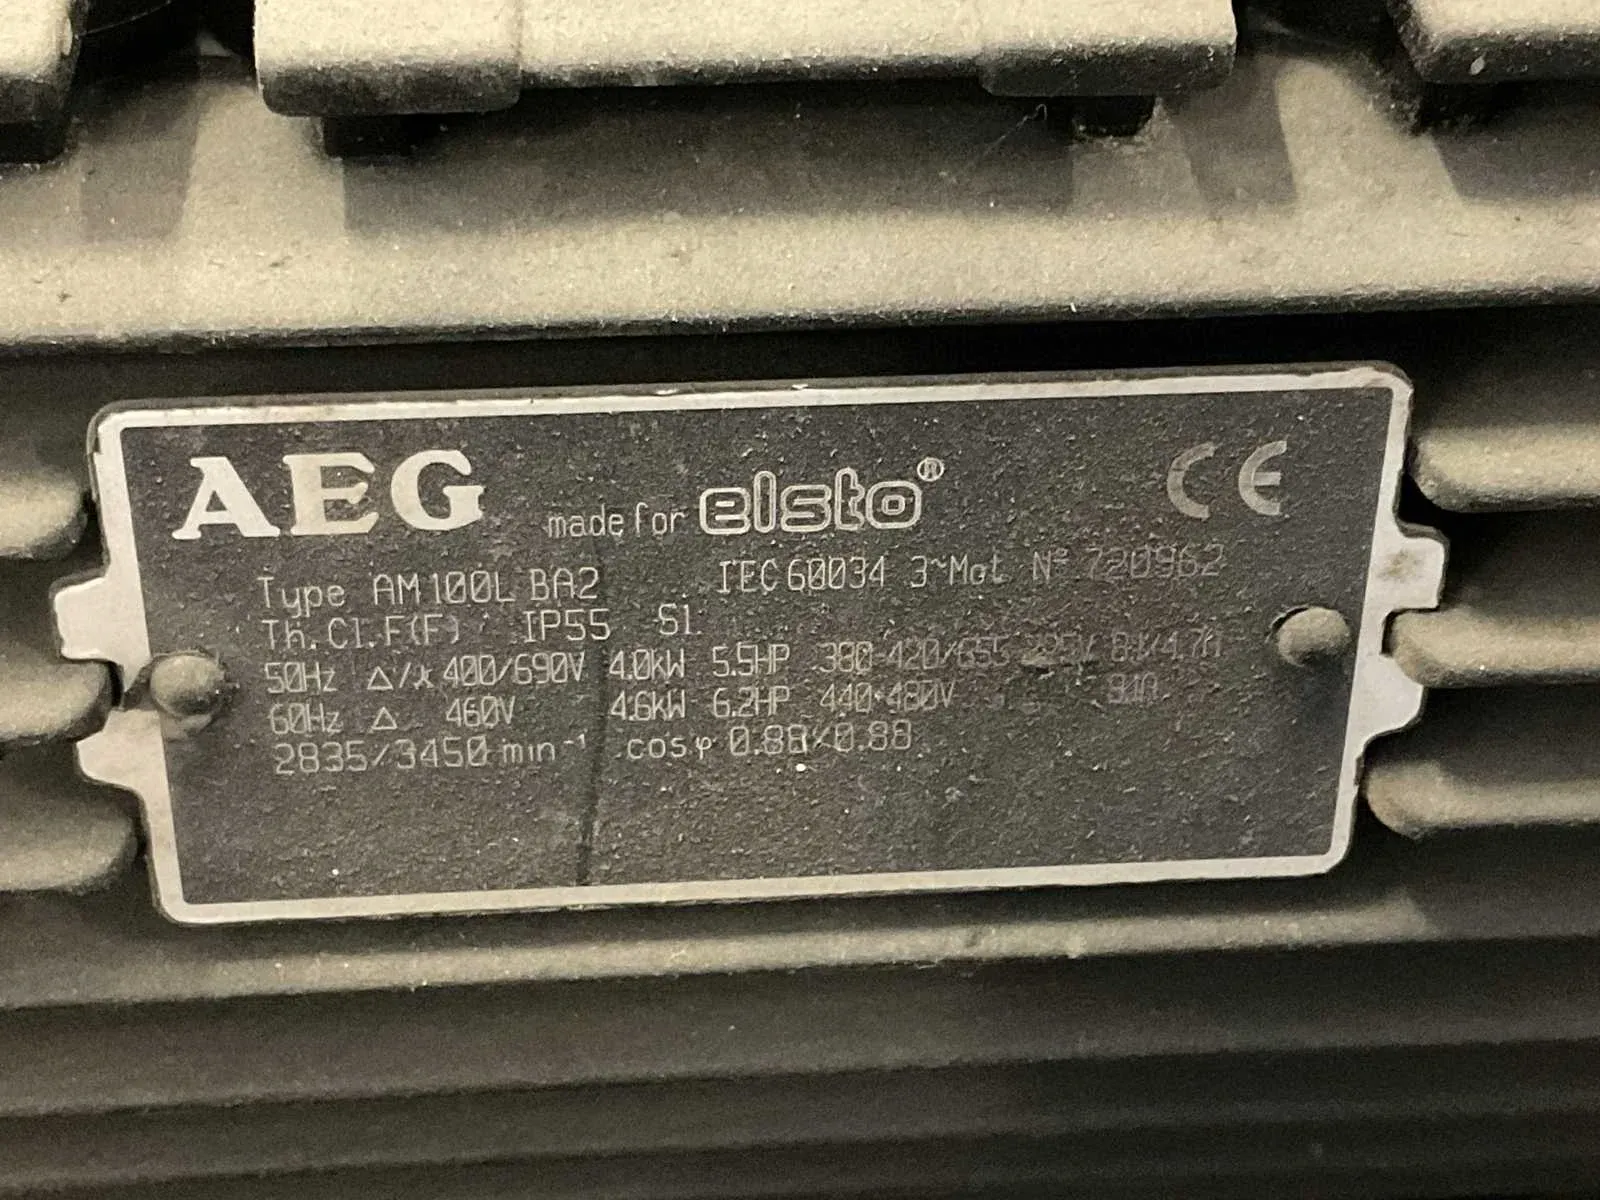 AEG made for elsto® CE
Type AM 100L BA2 IEC 60034 3~Mot Nº 720962
Th.Cl.F(F) IP55 S1
50Hz △/⅄ 400/690V 4.0kW 5.5HP 380-420/655
60Hz △ 460V 4.6kW 6.2HP 440-480V
2835/3450 min⁻¹ cosφ 0.88/0.88